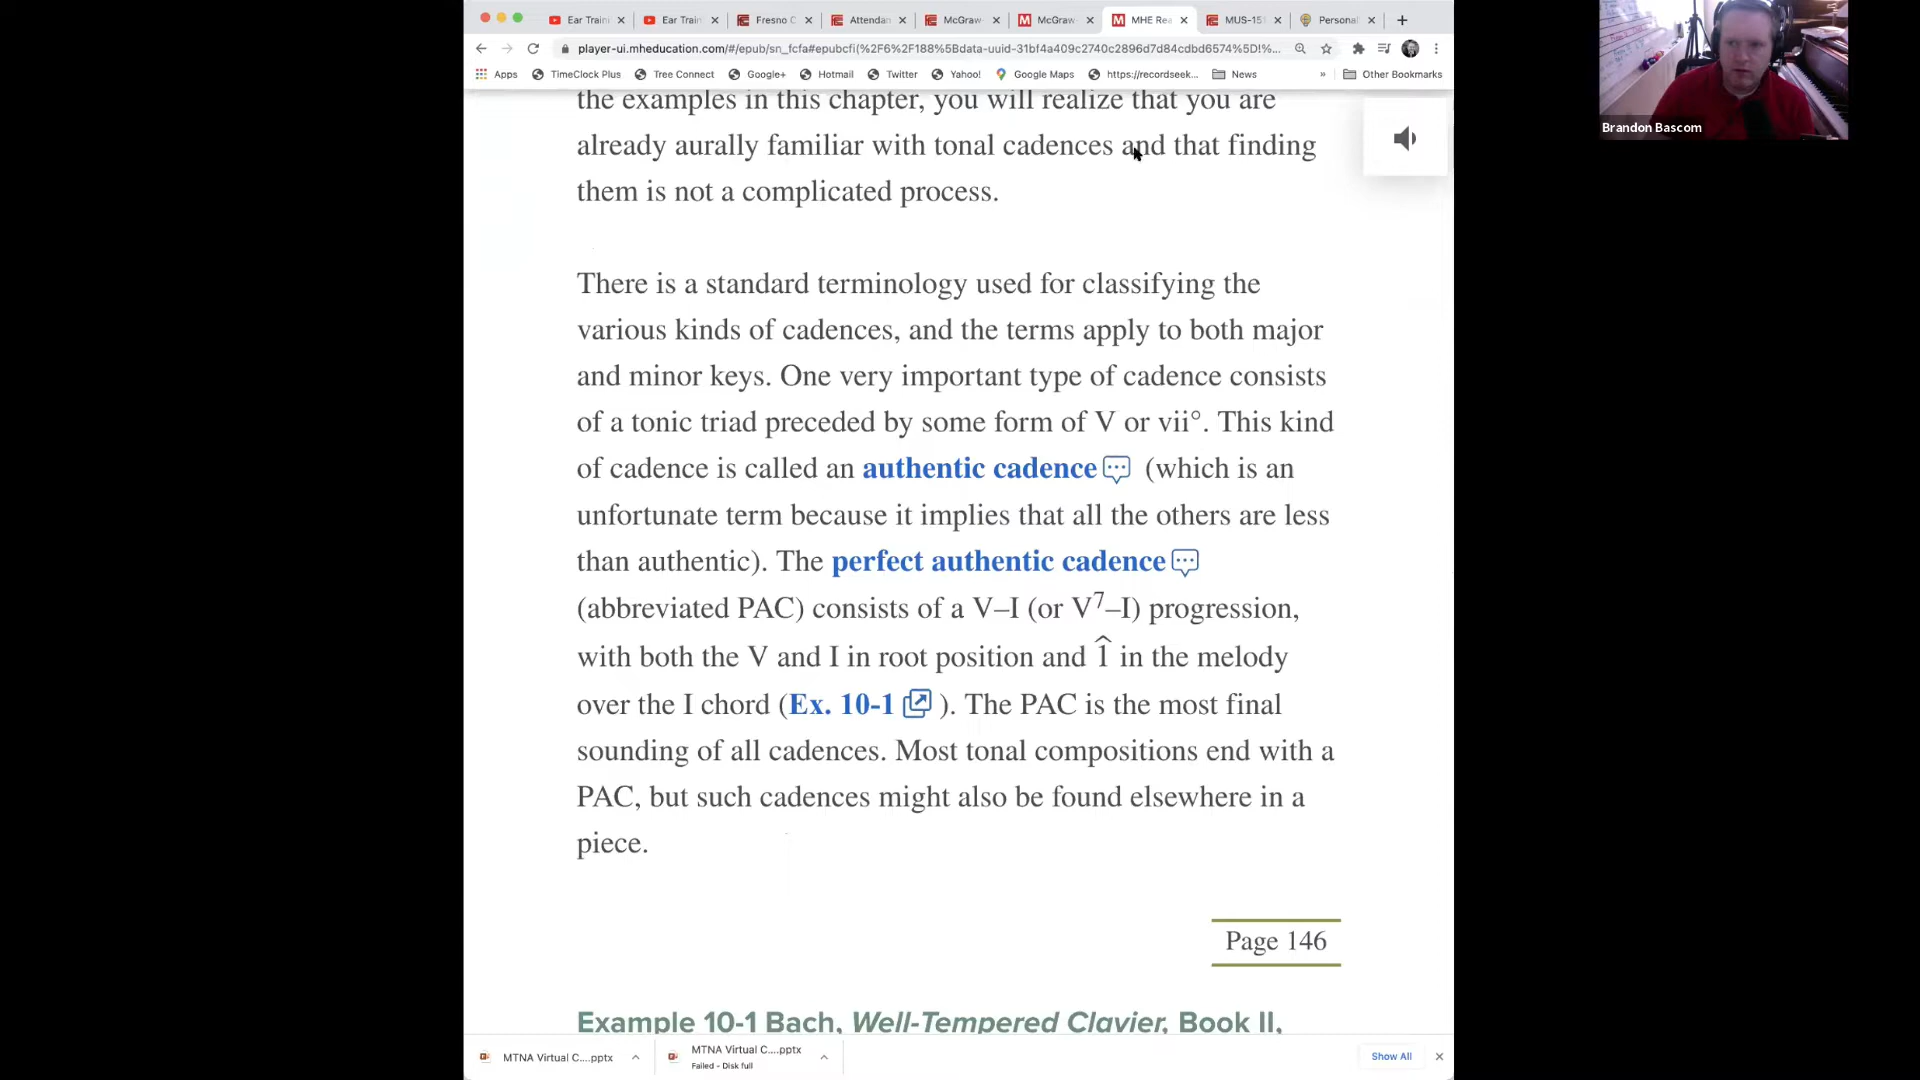 Ear Traini
Ear Train
Fresno C
Attendan
McGraw-
McGraw-
MHE Rea
MUS-15
Personal
player-ui.mheducation.com/#/epub/sn_fcfa#epubcfi(%2F6%2F188%5Bdata-uuid-31bf4a409c2740c2896d7d84cdbd6574%5D!%...
Apps
TimeClock Plus
Tree Connect
Google+
Hotmail
Twitter
Yahoo!
Google Maps
https://recordseek...
News
»
Other Bookmarks
Brandon Bascom
the examples in this chapter, you will realize that you are
already aurally familiar with tonal cadences and that finding
them is not a complicated process.
There is a standard terminology used for classifying the
various kinds of cadences, and the terms apply to both major
and minor keys. One very important type of cadence consists
of a tonic triad preceded by some form of V or vii°. This kind
of cadence is called an authentic cadence (which is an
unfortunate term because it implies that all the others are less
than authentic). The perfect authentic cadence
(abbreviated PAC) consists of a V–I (or V⁷–I) progression,
with both the V and I in root position and 1̂ in the melody
over the I chord (Ex. 10-1 ). The PAC is the most final
sounding of all cadences. Most tonal compositions end with a
PAC, but such cadences might also be found elsewhere in a
piece.
Page 146
Example 10-1 Bach, Well-Tempered Clavier, Book II,
MTNA Virtual C....pptx
MTNA Virtual C....pptx
Failed - Disk full
Show All